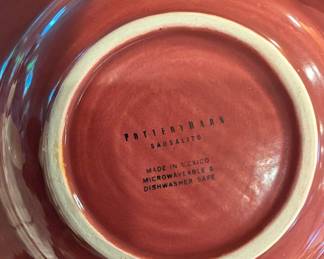 POTTERY BARN
SAUSALITO
MADE IN MEXICO
MICROWAVEABLE &
DISHWASHER SAFE